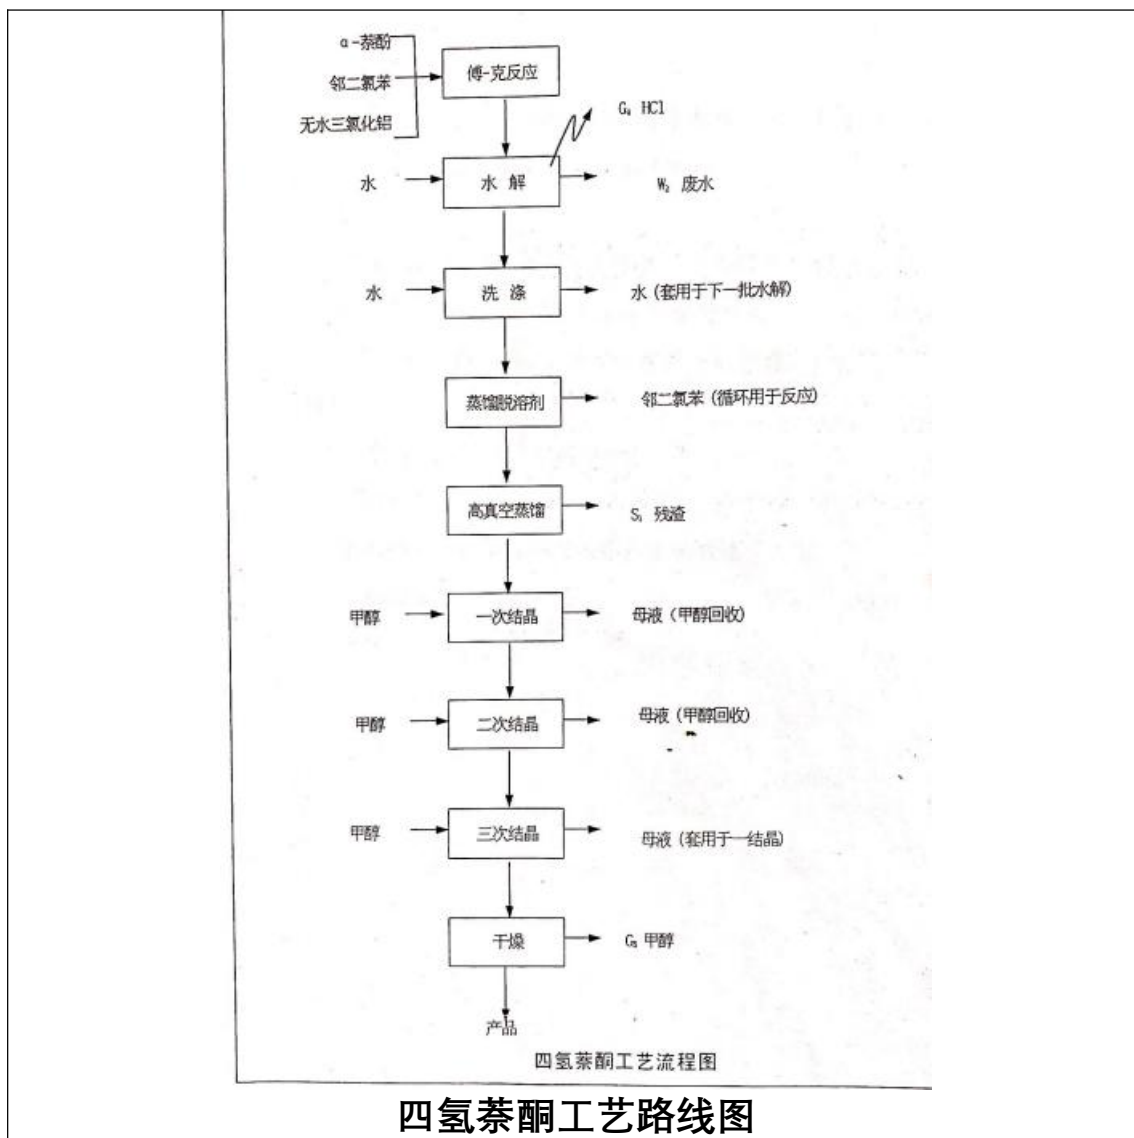 α-萘酚
邻二氯苯
无水三氯化铝
傅-克反应
G₄ HCl
水
水 解
W₂ 废水
水
洗 涤
水 (套用于下一批水解)
蒸馏脱溶剂
邻二氯苯 (循环用于反应)
高真空蒸馏
S₁ 残渣
甲醇
一次结晶
母液 (甲醇回收)
甲醇
二次结晶
母液 (甲醇回收)
甲醇
三次结晶
母液 (套用于一结晶)
干燥
G₅ 甲醇
产品
四氢萘酮工艺流程图
四氢萘酮工艺路线图